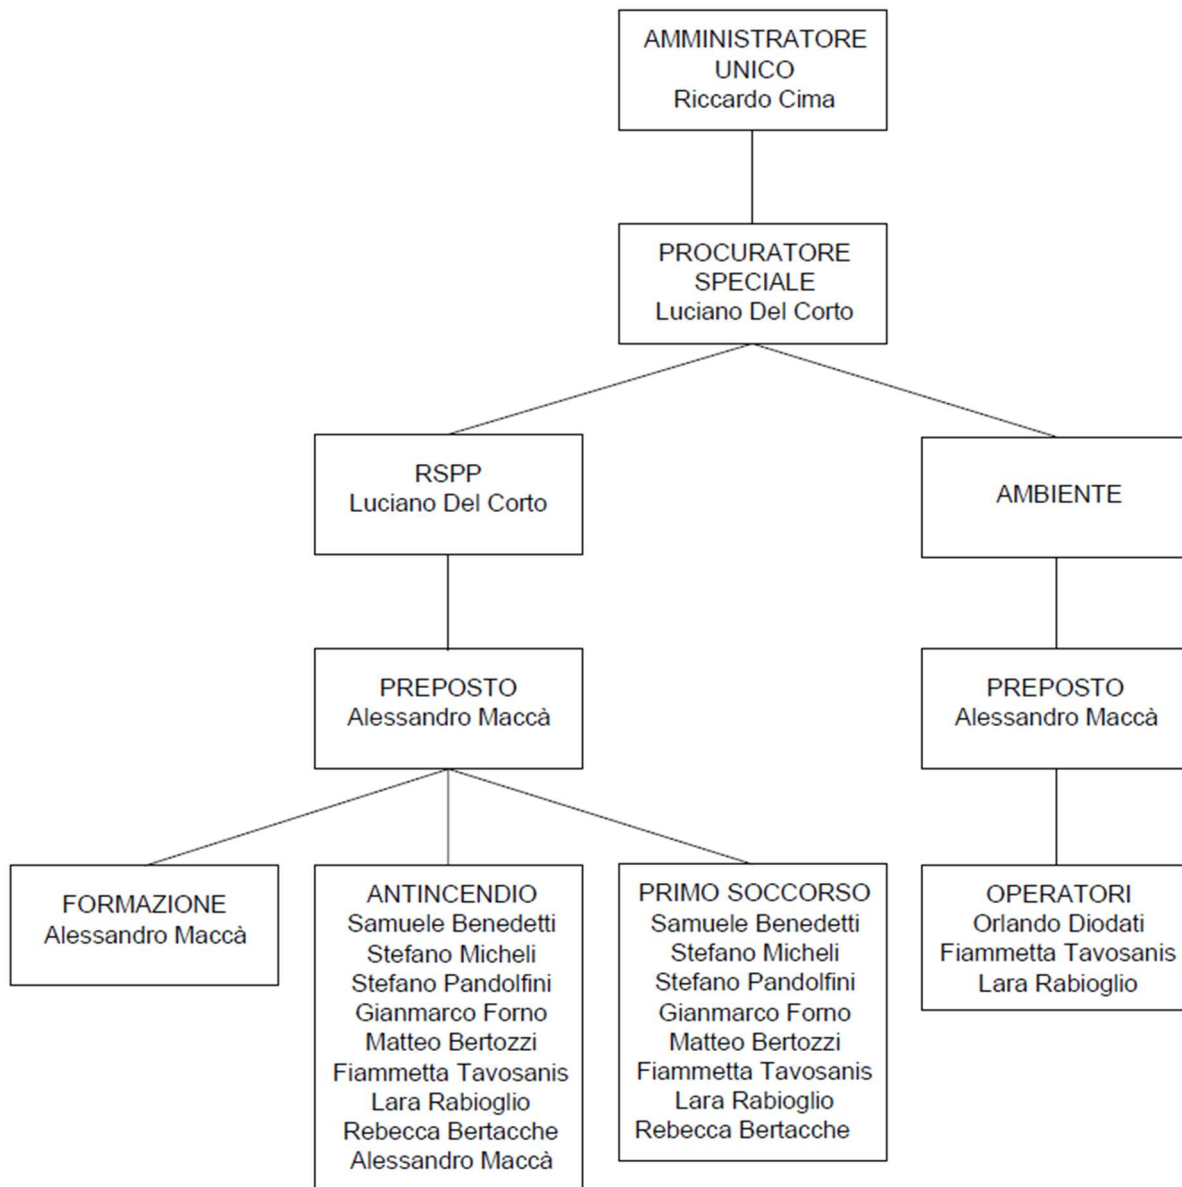 AMMINISTRATORE
UNICO
Riccardo Cima
PROCURATORE
SPECIALE
Luciano Del Corto
RSPP
Luciano Del Corto
AMBIENTE
PREPOSTO
Alessandro Maccà
PREPOSTO
Alessandro Maccà
FORMAZIONE
Alessandro Maccà
ANTINCENDIO
Samuele Benedetti
Stefano Micheli
Stefano Pandolfini
Gianmarco Forno
Matteo Bertozzi
Fiammetta Tavosanis
Lara Rabioglio
Rebecca Bertacche
Alessandro Maccà
PRIMO SOCCORSO
Samuele Benedetti
Stefano Micheli
Stefano Pandolfini
Gianmarco Forno
Matteo Bertozzi
Fiammetta Tavosanis
Lara Rabioglio
Rebecca Bertacche
OPERATORI
Orlando Diodati
Fiammetta Tavosanis
Lara Rabioglio